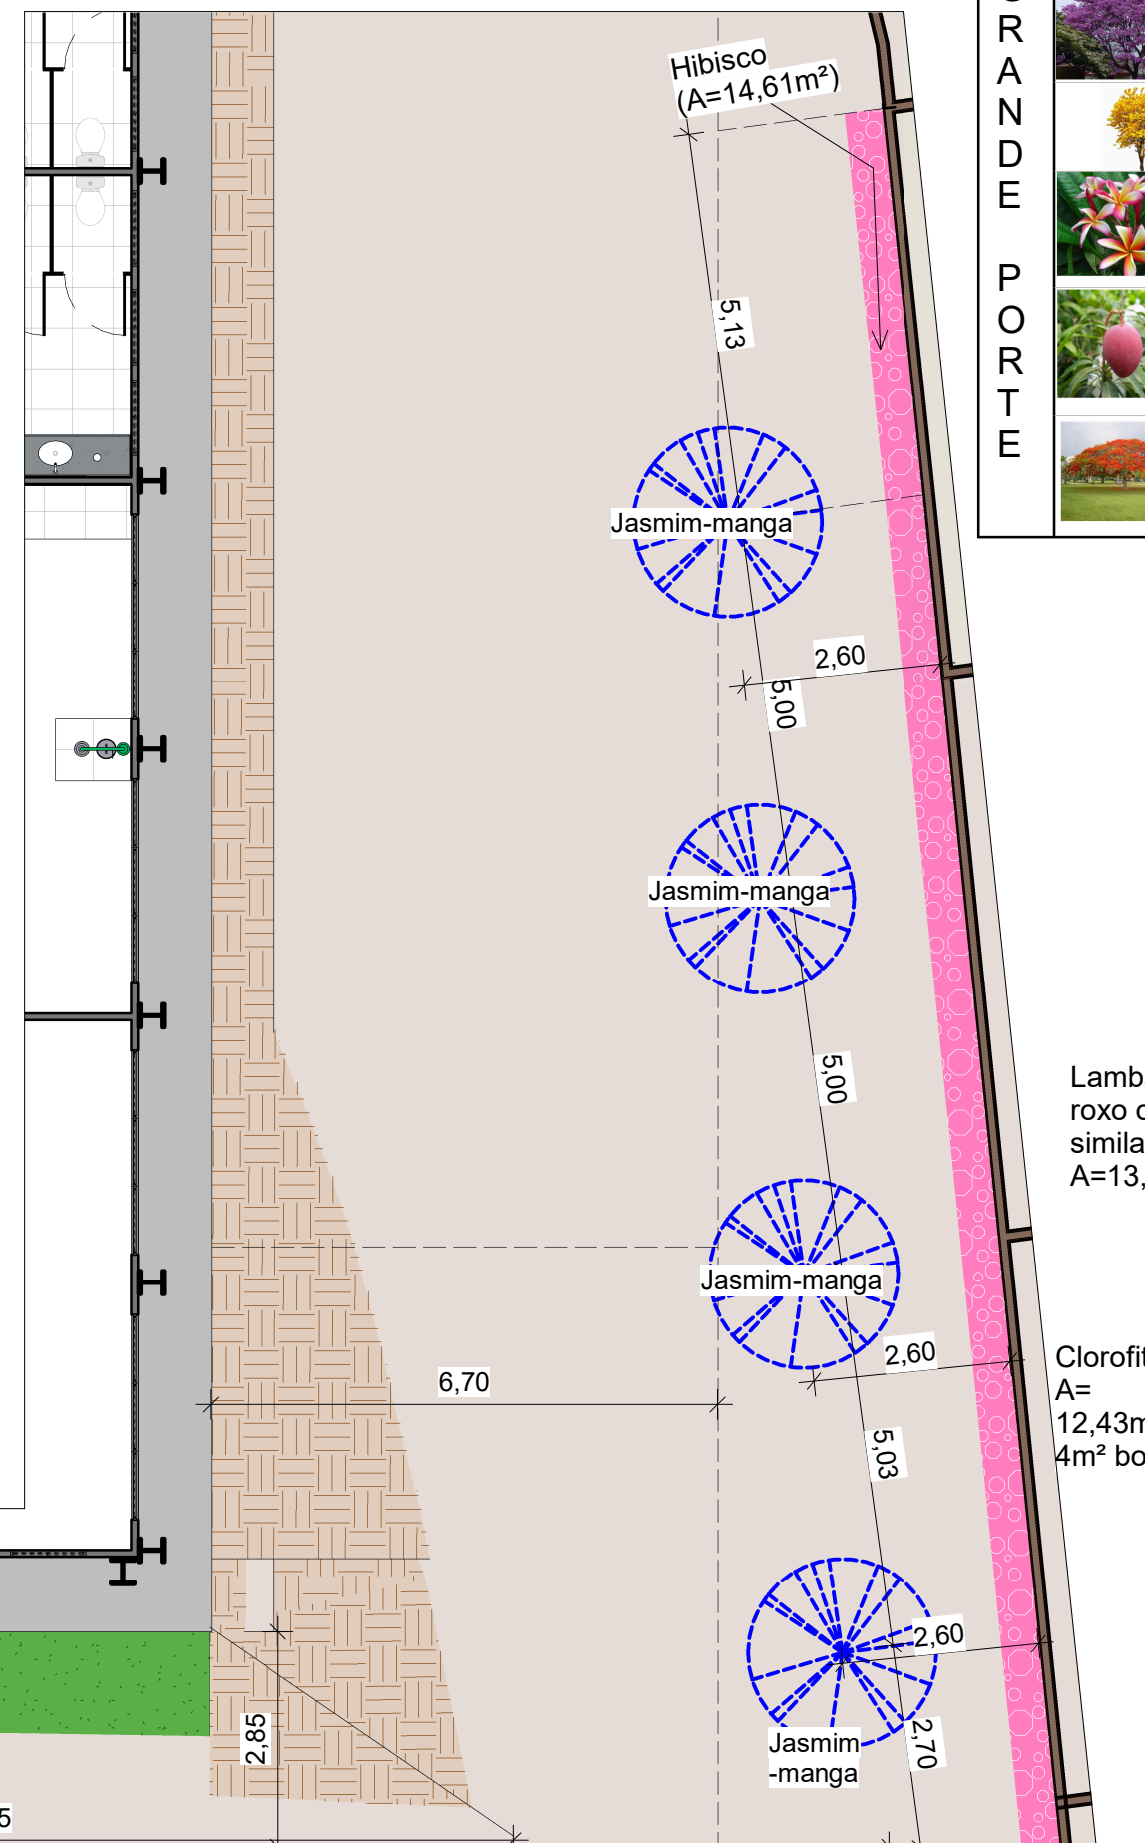 Hibisco
(A=14,61m²)
RANDE
PORTE
5,13
Jasmim-manga
2,60
5,00
Jasmim-manga
5,00
Lamb
roxo
simila
A=13,
Jasmim-manga
2,60
6,70
Clorofit
A=
12,43m
4m² bo
5,03
2,60
2,85
2,70
Jasmim
-manga
5